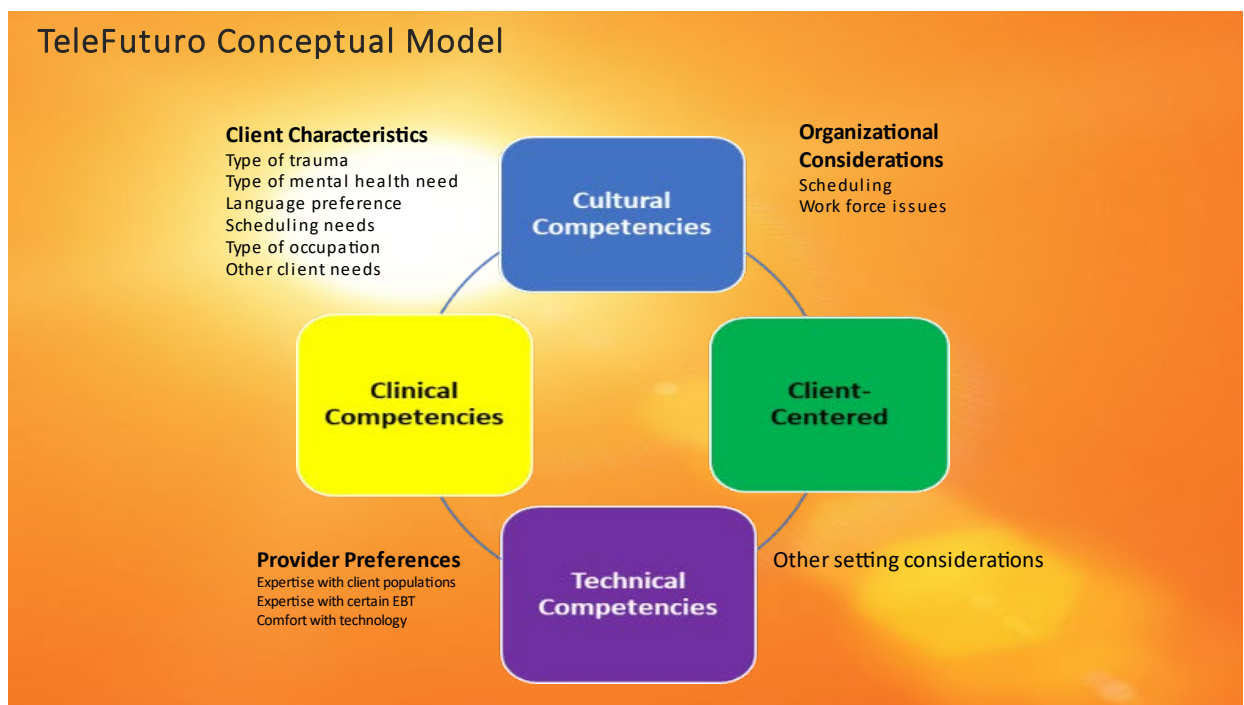 TeleFuturo Conceptual Model
Client Characteristics
Type of trauma
Type of mental health need
Language preference
Scheduling needs
Type of occupation
Other client needs
Organizational
Considerations
Scheduling
Work force issues
Cultural
Competencies
Clinical
Competencies
Client-
Centered
Technical
Competencies
Provider Preferences
Expertise with client populations
Expertise with certain EBT
Comfort with technology
Other setting considerations